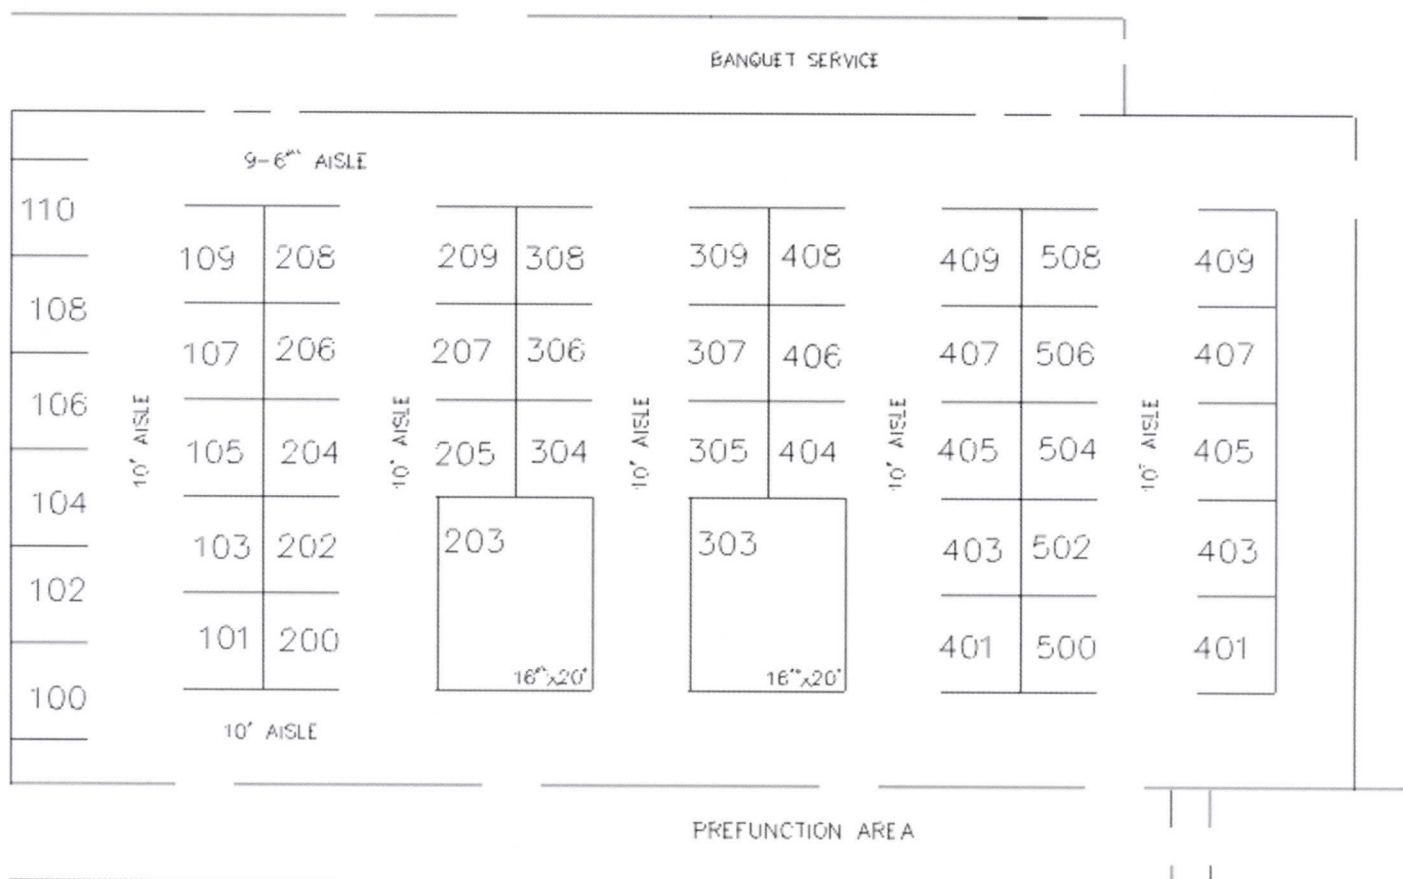 BANQUET SERVICE
9-6" AISLE
110
109 208 209 308 309 408 409 508 409
108
107 206 207 306 307 406 407 506 407
106
10' AISLE 10' AISLE 10' AISLE 10' AISLE 10' AISLE
105 204 205 304 305 404 405 504 405
104
103 202 203 303 403 502 403
102
101 200 401 500 401
16"x20' 16"x20'
100
10' AISLE
PREFUNCTION AREA